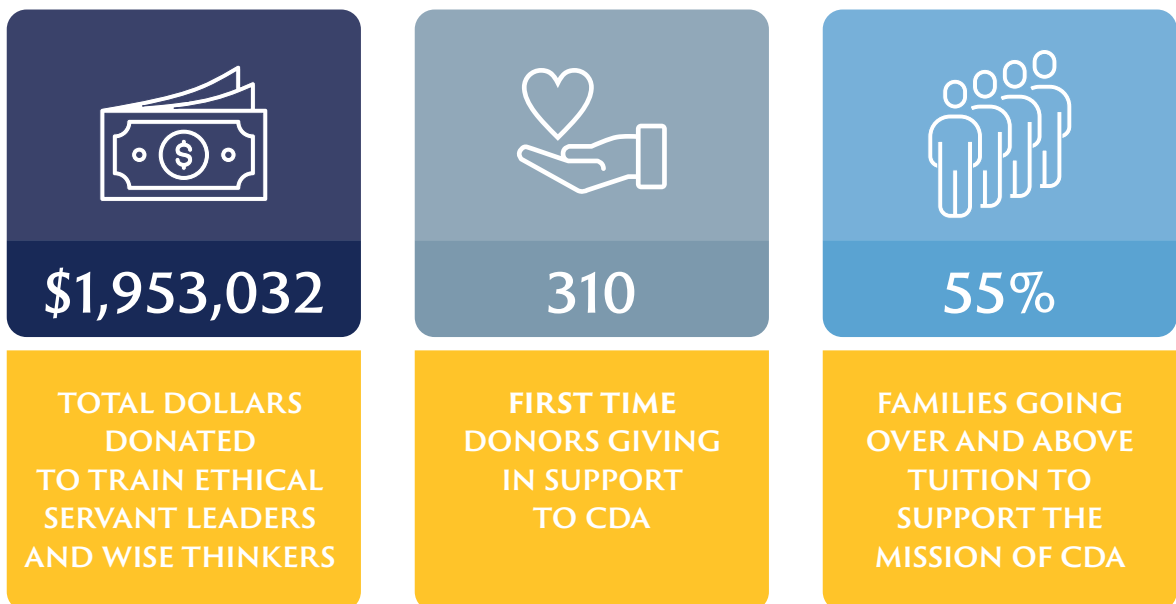 $
$1,953,032
TOTAL DOLLARS
DONATED
TO TRAIN ETHICAL
SERVANT LEADERS
AND WISE THINKERS
310
FIRST TIME
DONORS GIVING
IN SUPPORT
TO CDA
55%
FAMILIES GOING
OVER AND ABOVE
TUITION TO
SUPPORT THE
MISSION OF CDA